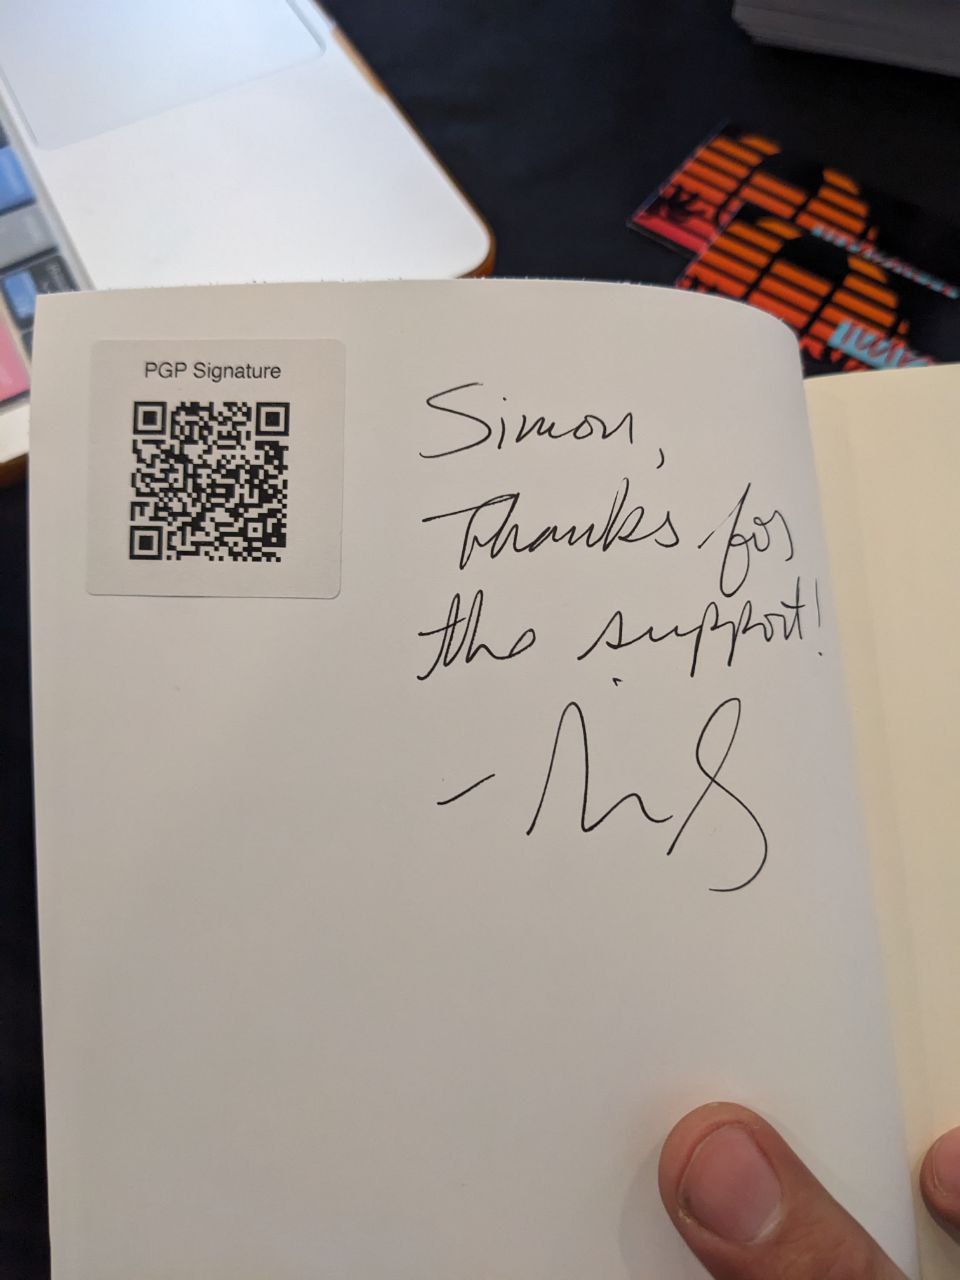 PGP Signature
Simon,
Thanks for
the support!